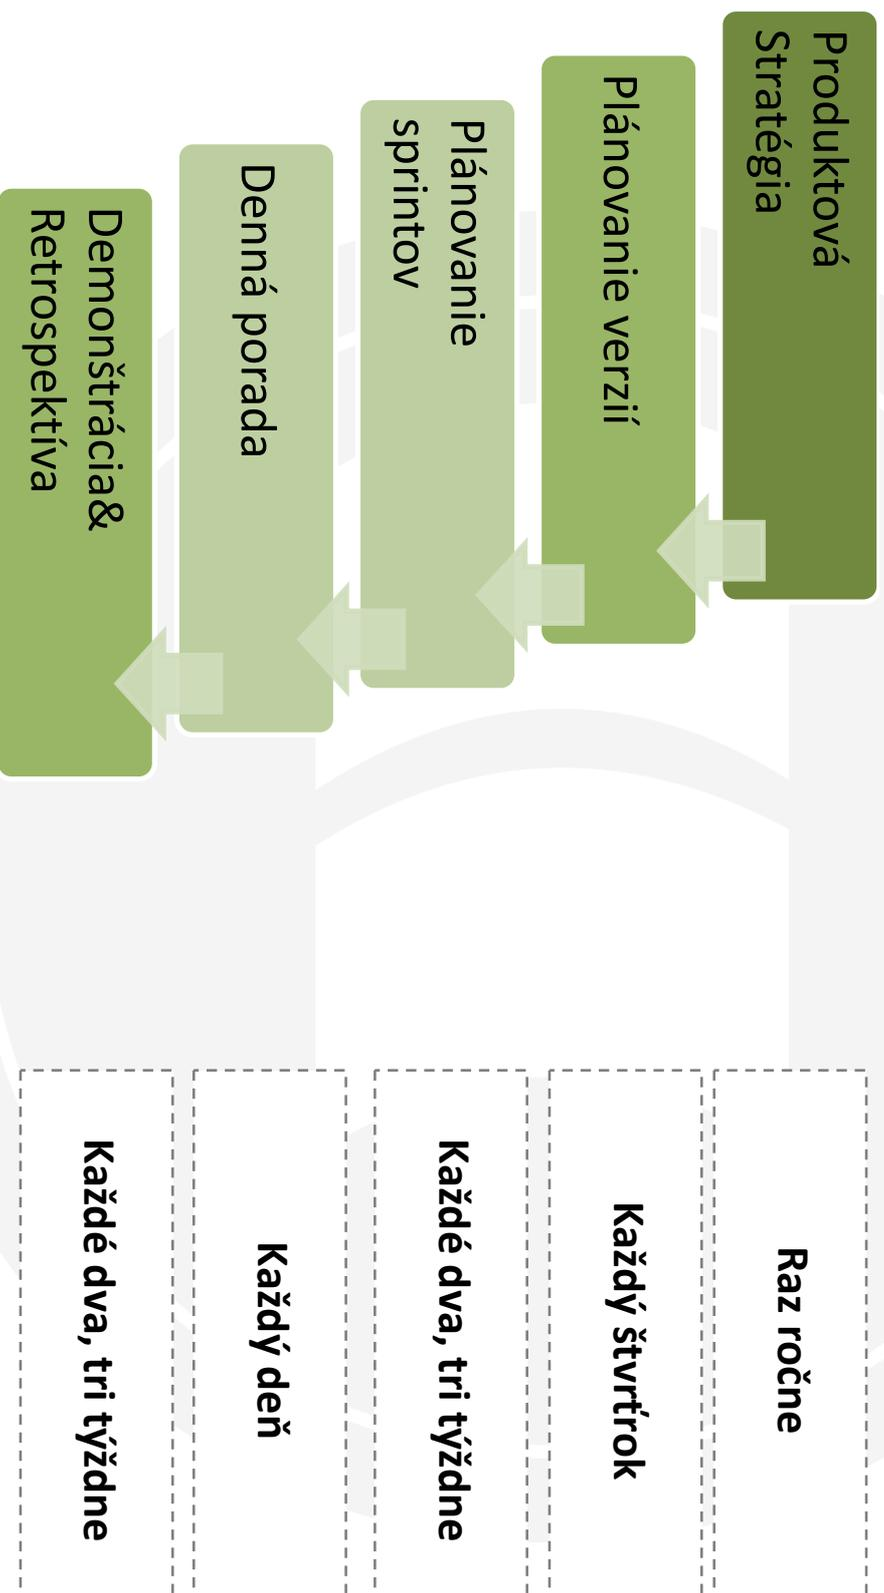 Produktová
Stratégia
Raz ročne
Plánovanie verzií
Každý štvrťrok
Plánovanie
sprintov
Každé dva, tri týždne
Denná porada
Každý deň
Demonštrácia&
Retrospektíva
Každé dva, tri týždne